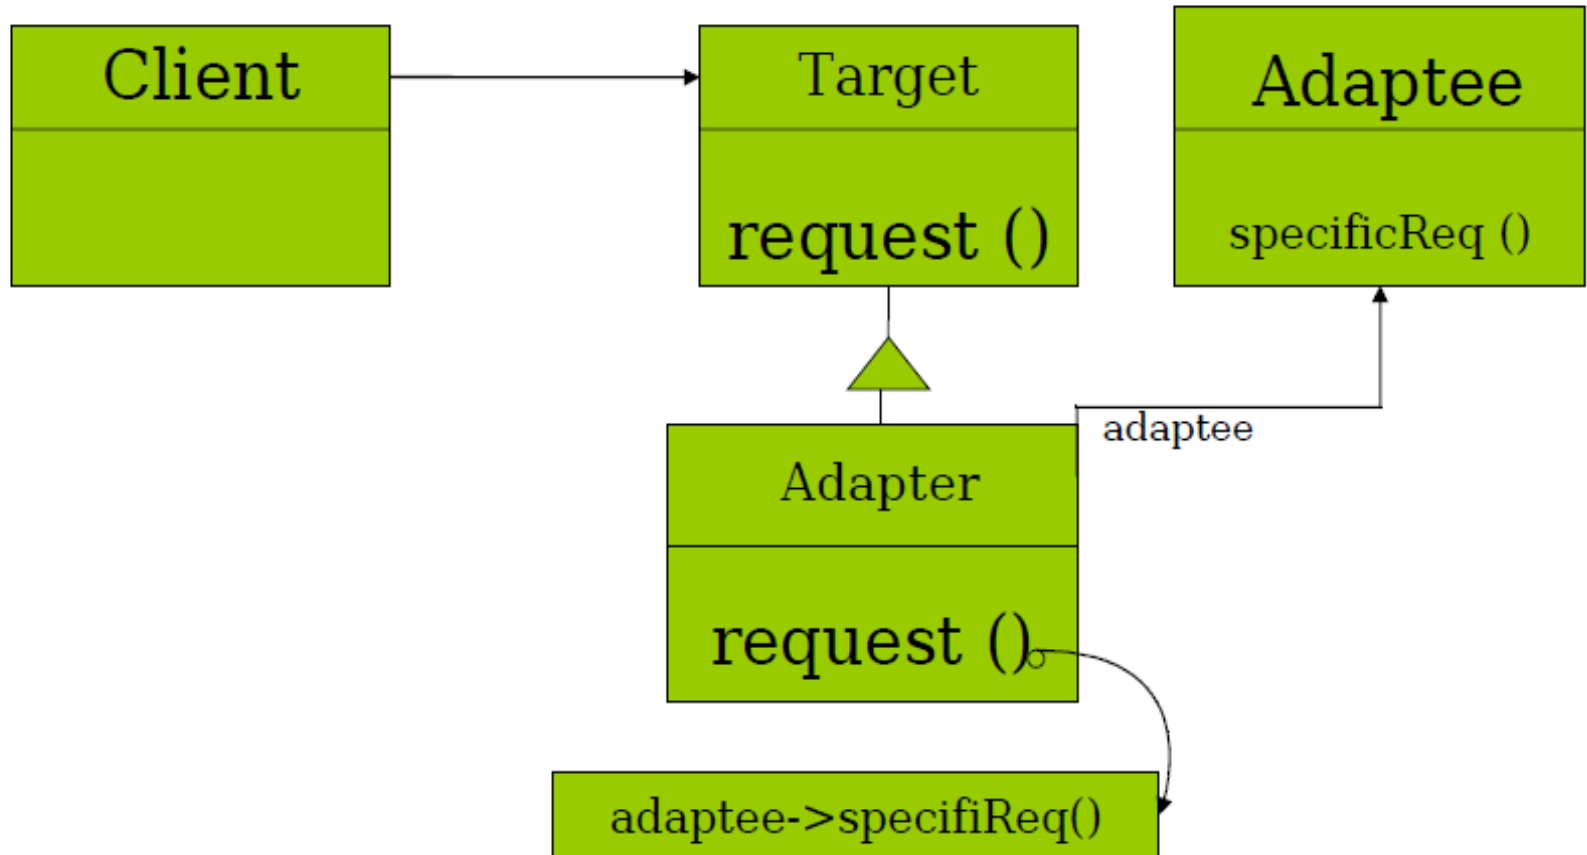 Client
Target
Adaptee
request ()
specificReq ()
adaptee
Adapter
request ()
adaptee->specifiReq()